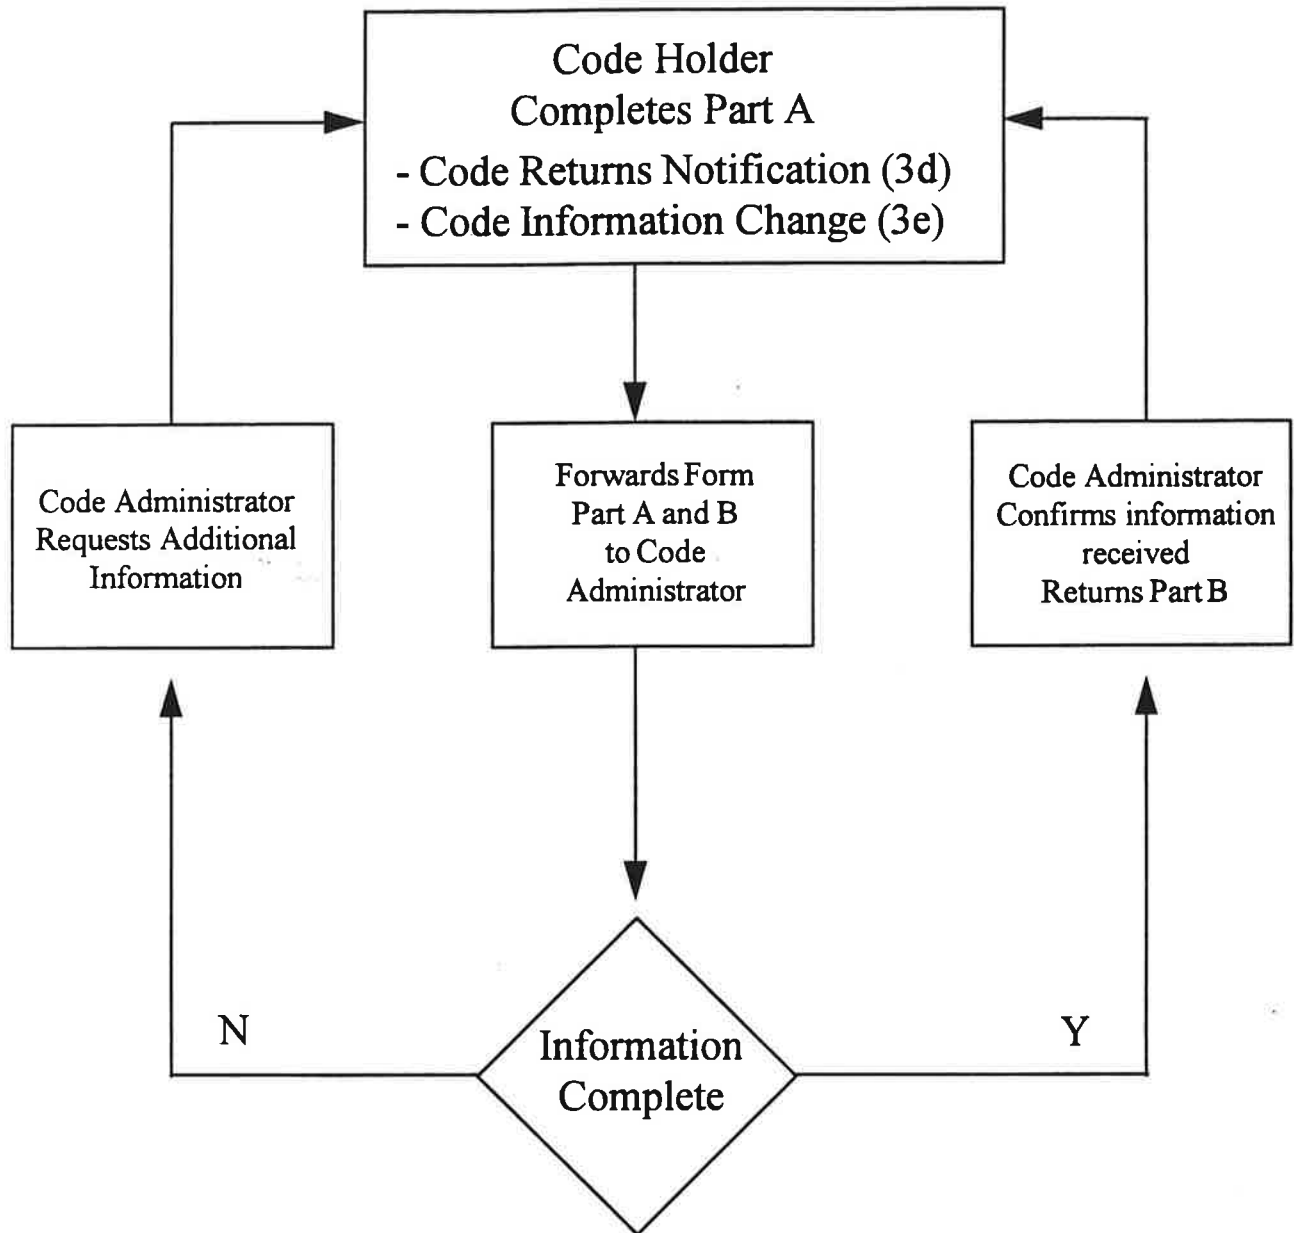 Code Holder
Completes Part A
- Code Returns Notification (3d)
- Code Information Change (3e)
Code Administrator
Requests Additional
Information
Forwards Form
Part A and B
to Code
Administrator
Code Administrator
Confirms information
received
Returns Part B
N
Y
Information
Complete